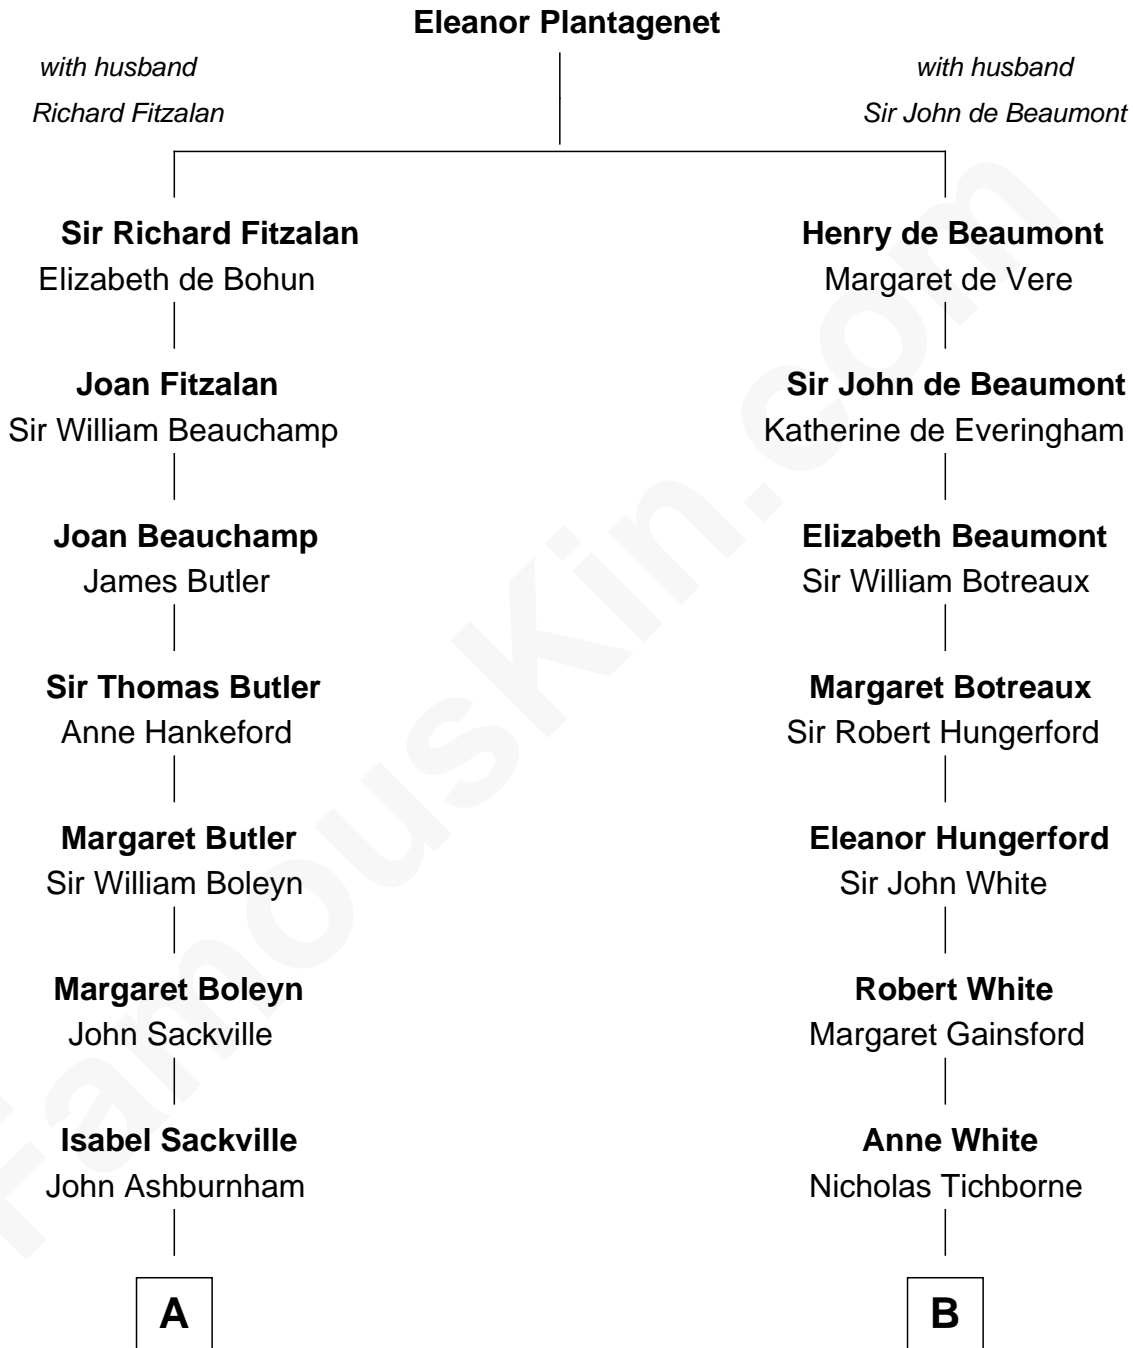 Eleanor Plantagenet
with husband
Richard Fitzalan
with husband
Sir John de Beaumont
Sir Richard Fitzalan
Elizabeth de Bohun
Henry de Beaumont
Margaret de Vere
Joan Fitzalan
Sir William Beauchamp
Sir John de Beaumont
Katherine de Everingham
Joan Beauchamp
James Butler
Elizabeth Beaumont
Sir William Botreaux
Sir Thomas Butler
Anne Hankeford
Margaret Botreaux
Sir Robert Hungerford
Margaret Butler
Sir William Boleyn
Eleanor Hungerford
Sir John White
Margaret Boleyn
John Sackville
Robert White
Margaret Gainsford
Isabel Sackville
John Ashburnham
Anne White
Nicholas Tichborne
A
B
FamousKin.com